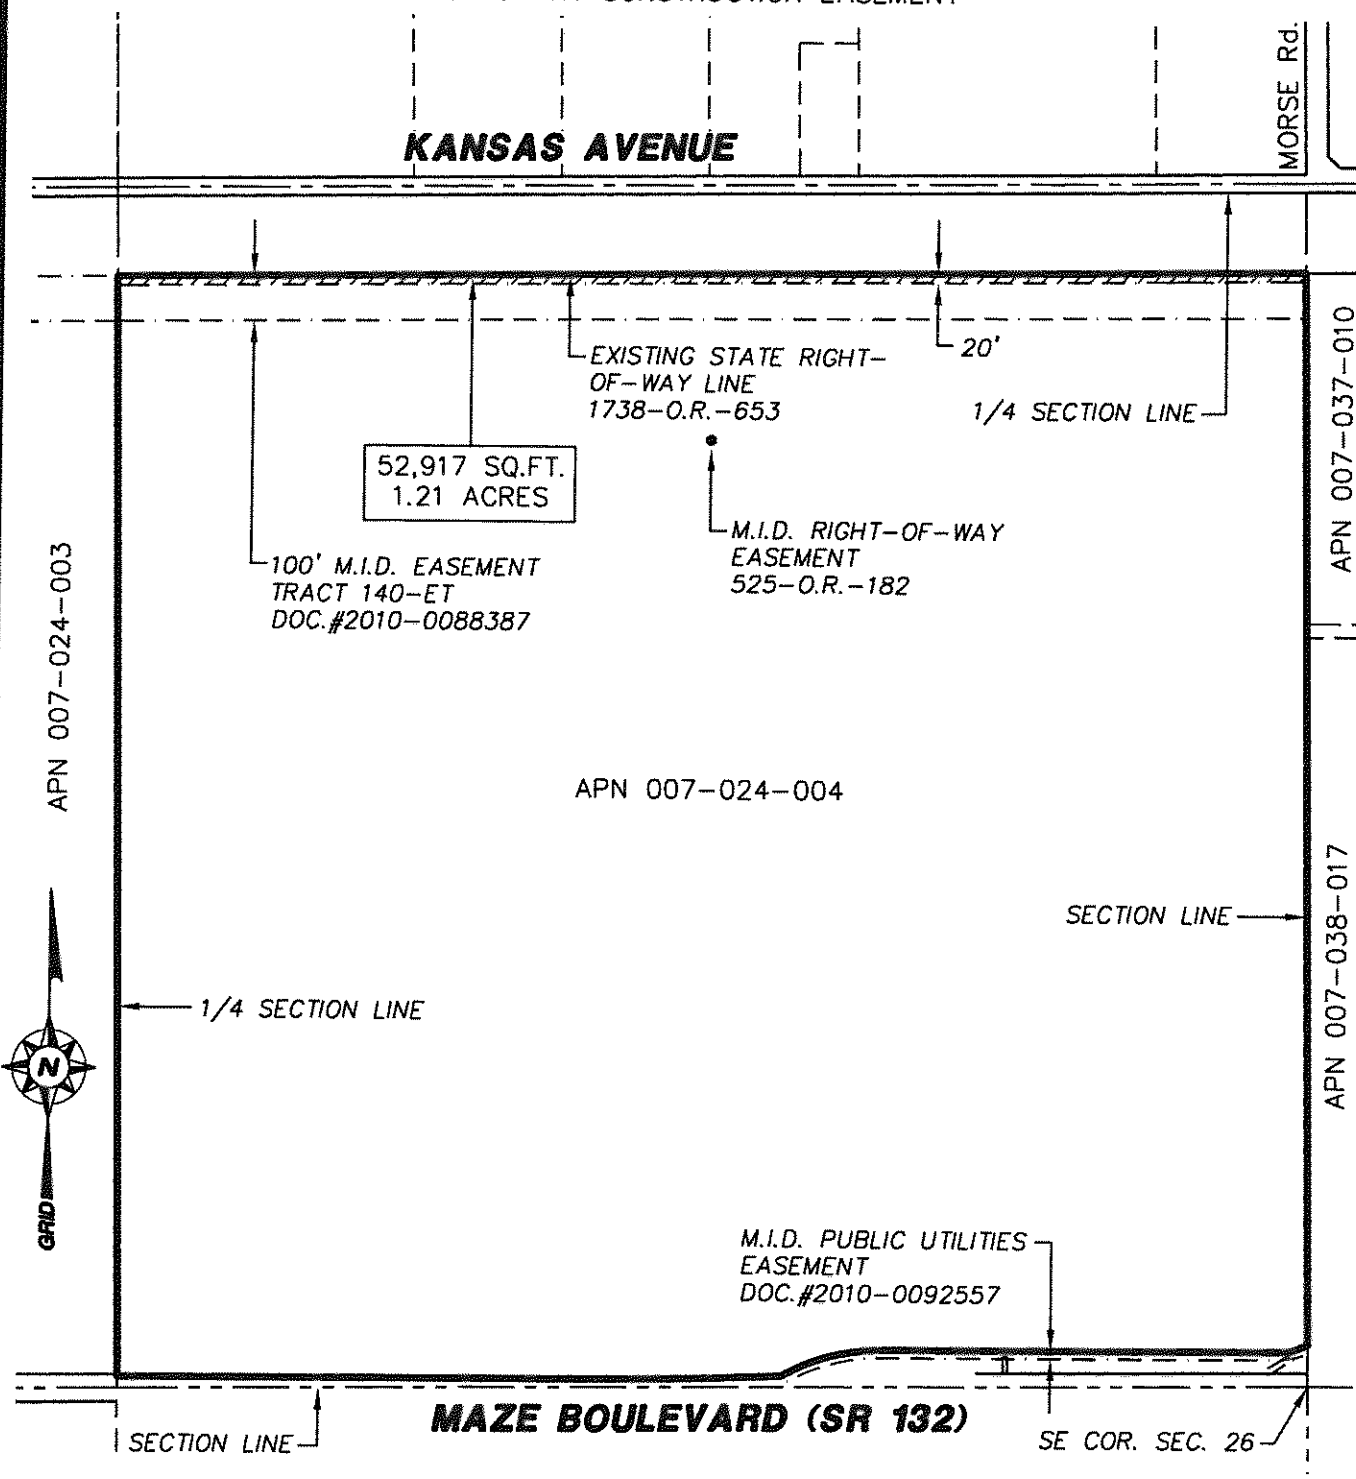 CONSTRUCTION EASEMENT
MORSE Rd.
KANSAS AVENUE
EXISTING STATE RIGHT-
OF-WAY LINE
1738-O.R.-653
20'
1/4 SECTION LINE
APN 007-037-010
52,917 SQ.FT.
1.21 ACRES
M.I.D. RIGHT-OF-WAY
EASEMENT
525-O.R.-182
100' M.I.D. EASEMENT
TRACT 140-ET
DOC.#2010-0088387
APN 007-024-003
APN 007-024-004
SECTION LINE
APN 007-038-017
1/4 SECTION LINE
N
GRID
M.I.D. PUBLIC UTILITIES
EASEMENT
DOC.#2010-0092557
MAZE BOULEVARD (SR 132)
SECTION LINE
SE COR. SEC. 26